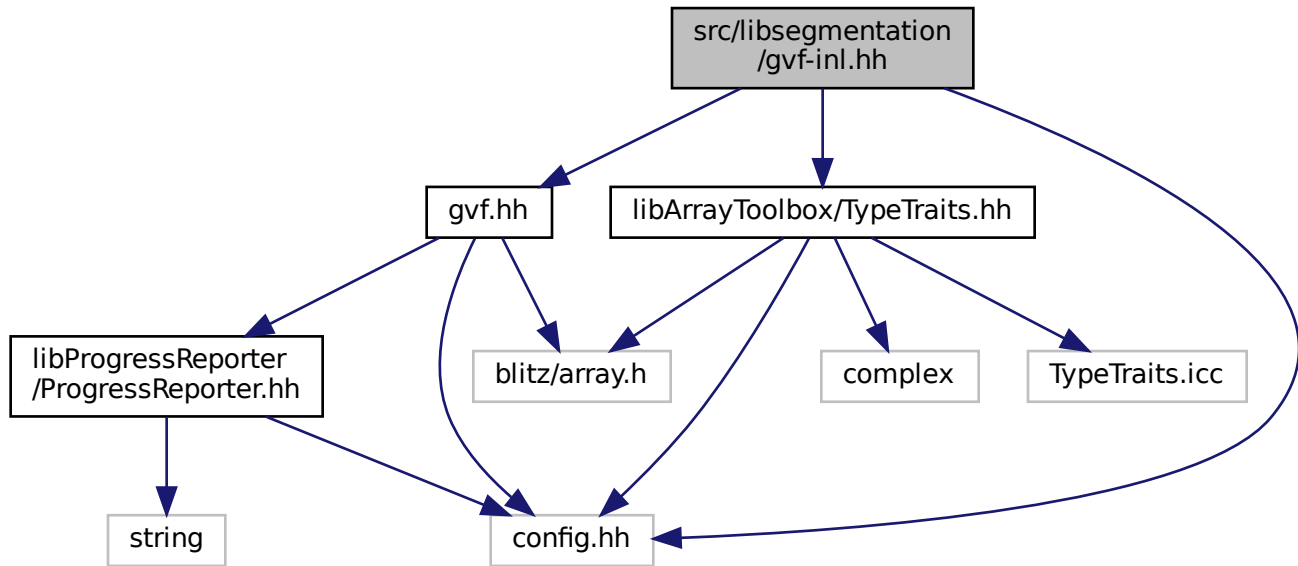 src/libsegmentation
/gvf-inl.hh
gvf.hh
libArrayToolbox/TypeTraits.hh
libProgressReporter
/ProgressReporter.hh
blitz/array.h
complex
TypeTraits.icc
string
config.hh